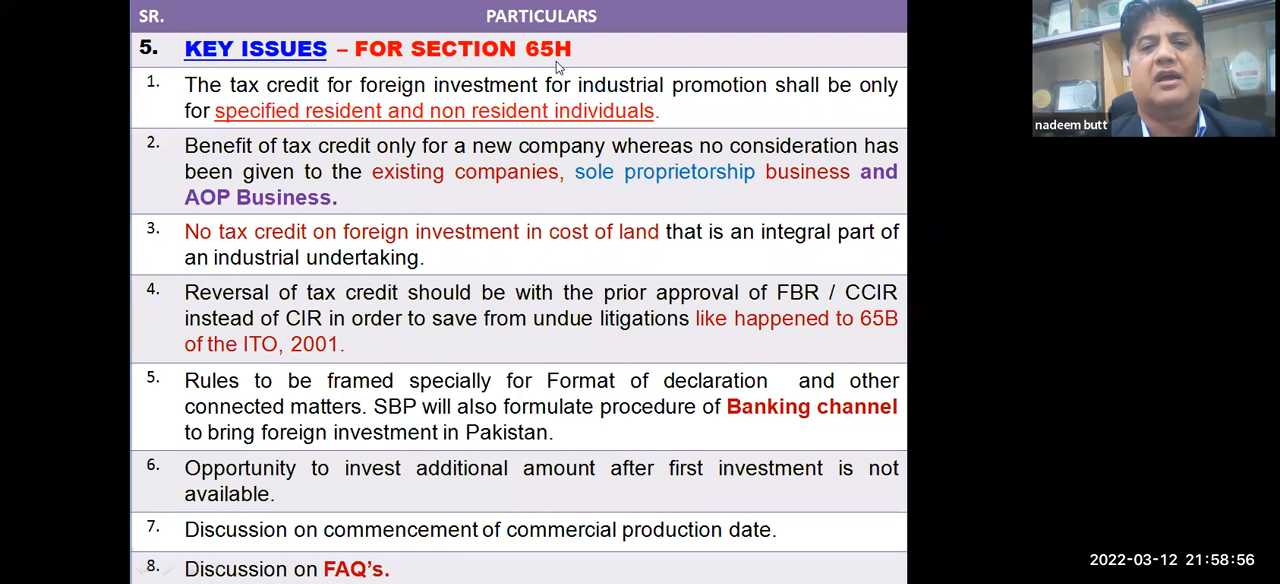 SR. PARTICULARS
5. KEY ISSUES – FOR SECTION 65H
1. The tax credit for foreign investment for industrial promotion shall be only
for specified resident and non resident individuals.
2. Benefit of tax credit only for a new company whereas no consideration has
been given to the existing companies, sole proprietorship business and
AOP Business.
3. No tax credit on foreign investment in cost of land that is an integral part of
an industrial undertaking.
4. Reversal of tax credit should be with the prior approval of FBR / CCIR
instead of CIR in order to save from undue litigations like happened to 65B
of the ITO, 2001.
5. Rules to be framed specially for Format of declaration and other
connected matters. SBP will also formulate procedure of Banking channel
to bring foreign investment in Pakistan.
6. Opportunity to invest additional amount after first investment is not
available.
7. Discussion on commencement of commercial production date.
8. Discussion on FAQ's.
nadeem butt
2022-03-12 21:58:56